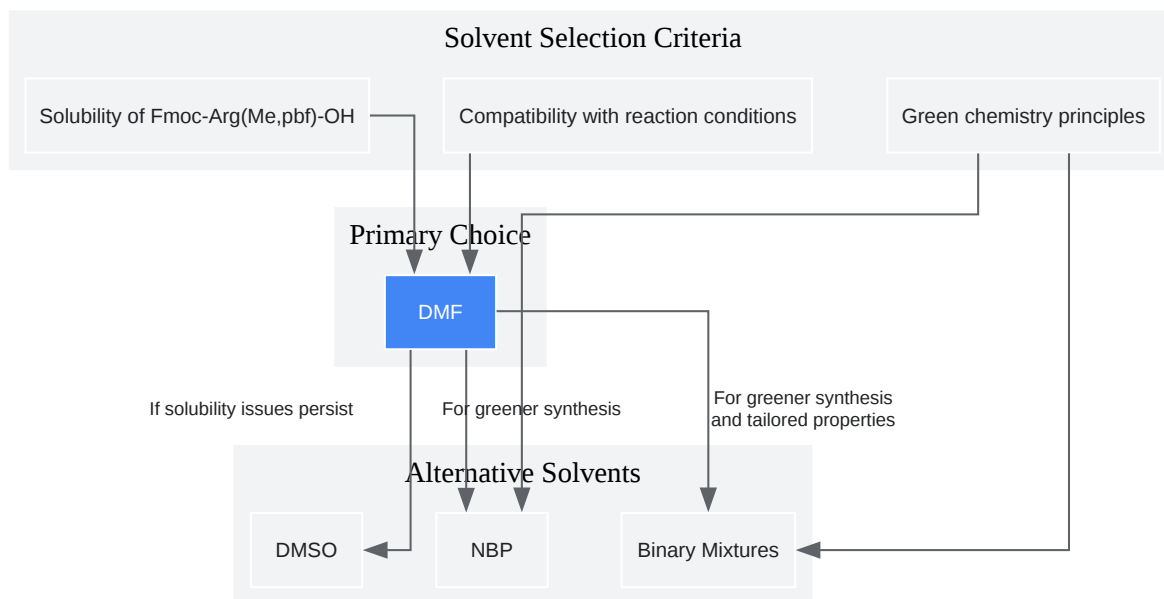 Solvent Selection Criteria
Solubility of Fmoc-Arg(Me,pbf)-OH
Compatibility with reaction conditions
Green chemistry principles
Primary Choice
DMF
If solubility issues persist
For greener synthesis
For greener synthesis
and tailored properties
Alternative Solvents
DMSO
NBP
Binary Mixtures